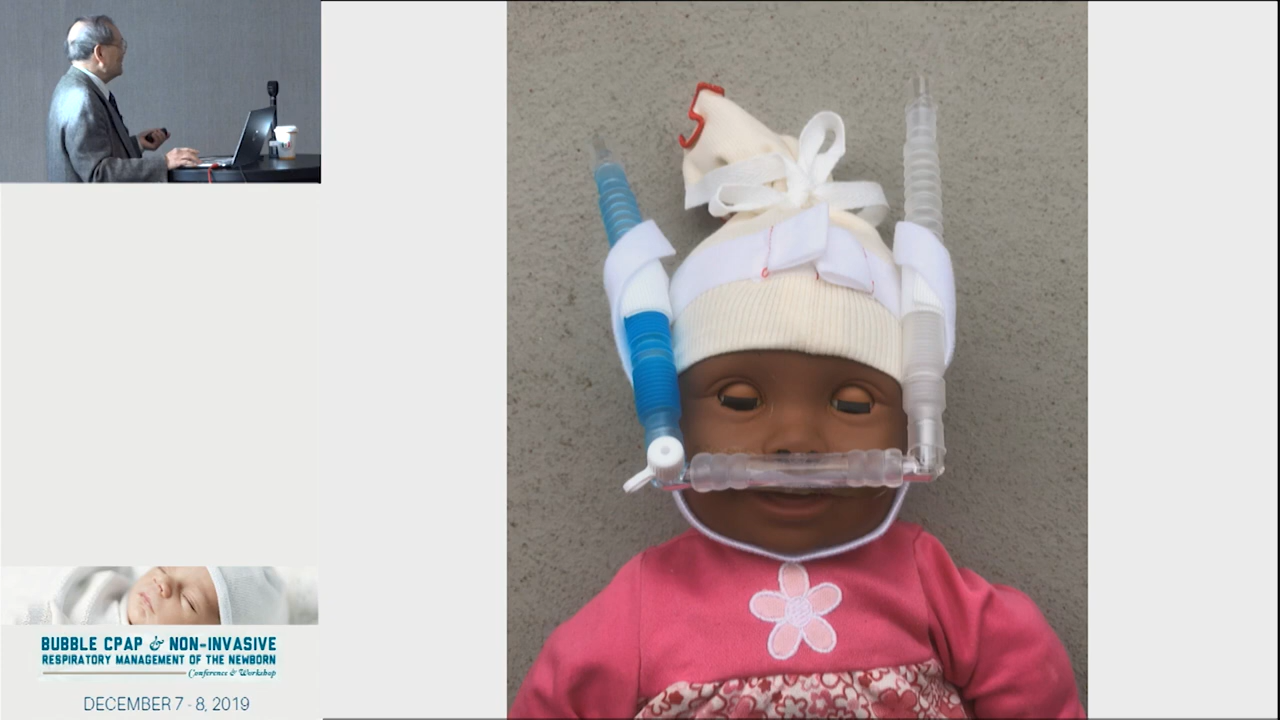 BUBBLE CPAP & NON-INVASIVE
RESPIRATORY MANAGEMENT OF THE NEWBORN
Conference & Workshop
DECEMBER 7 - 8, 2019